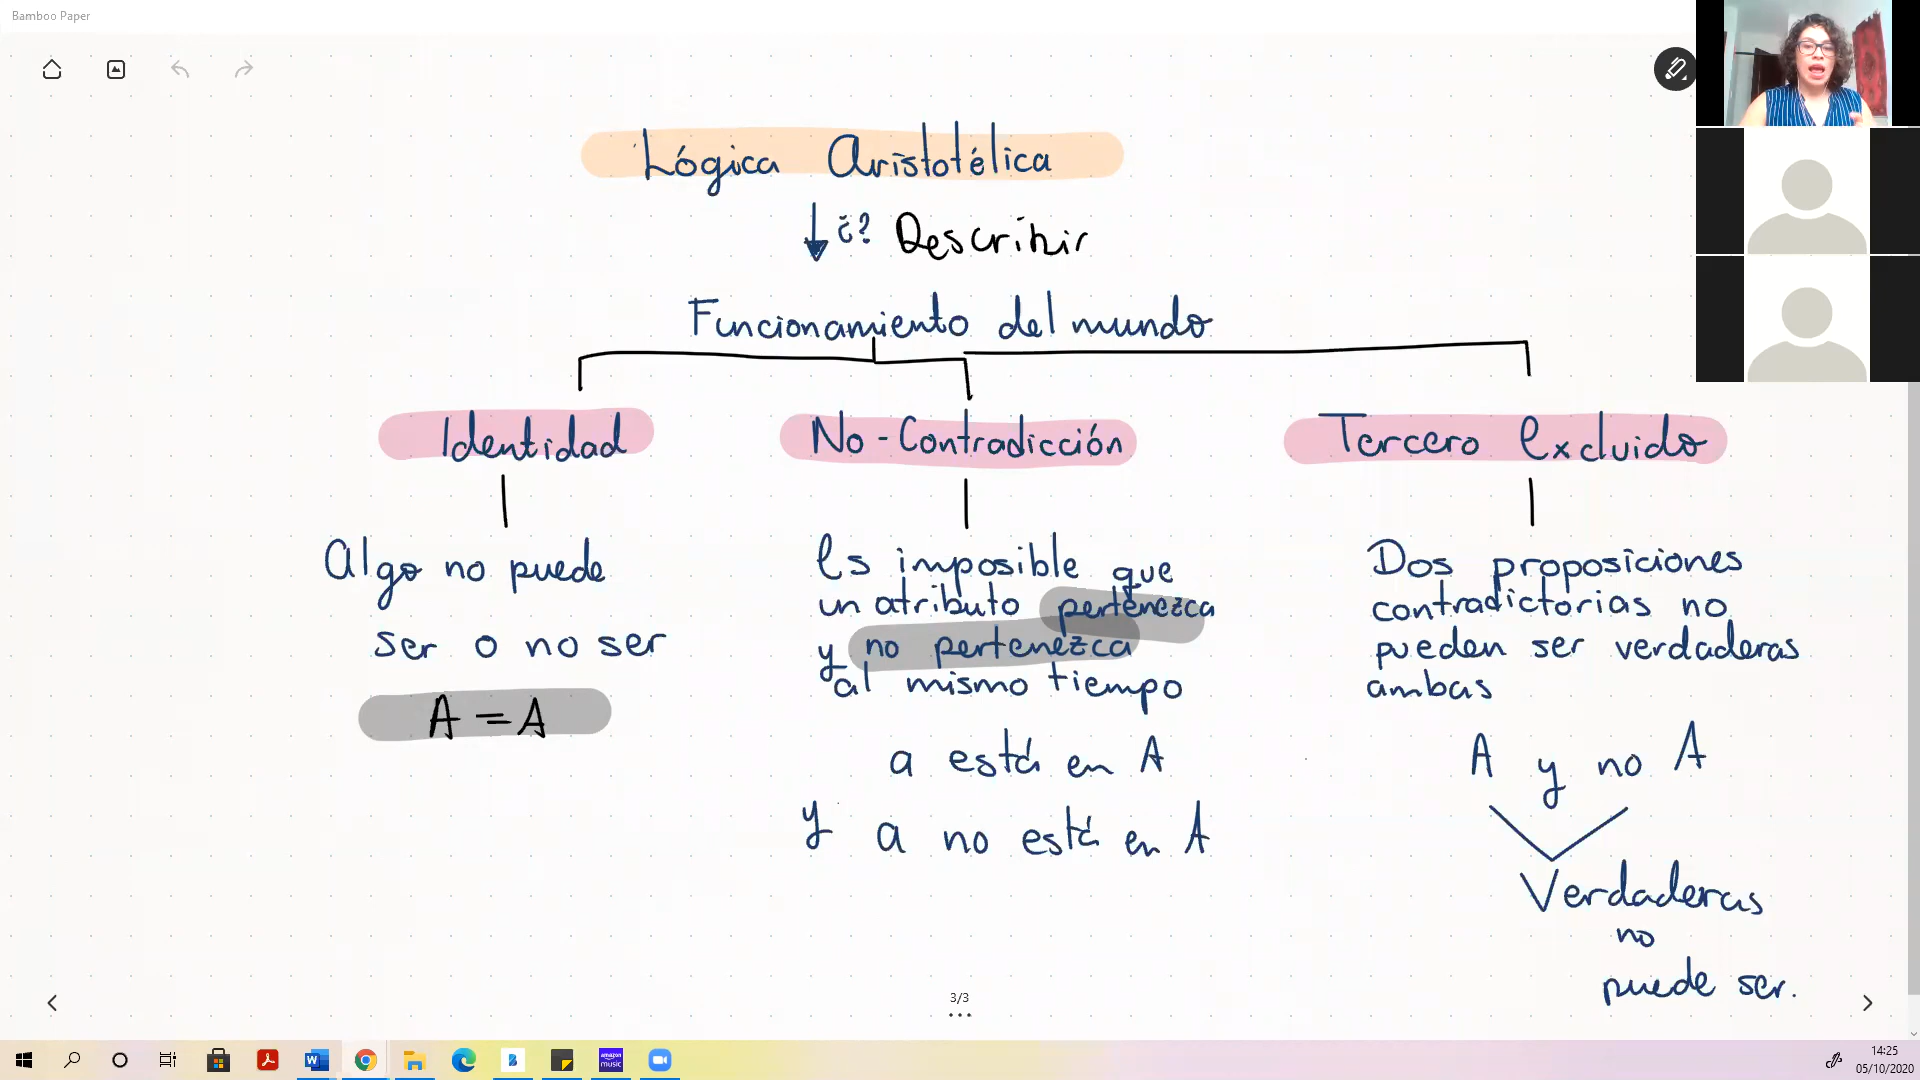 Bamboo Paper
Lógica Aristotélica
¿? Describir
Funcionamiento del mundo
Identidad
Algo no puede
ser o no ser
A = A
No - Contradicción
Es imposible que
un atributo pertenezca
y no pertenezca
al mismo tiempo
a está en A
y a no está en A
Tercero Excluido
Dos proposiciones
contradictorias no
pueden ser verdaderas
ambas
A y no A
Verdaderas
no
puede ser.
3/3
amazon music
14:25
05/10/2020